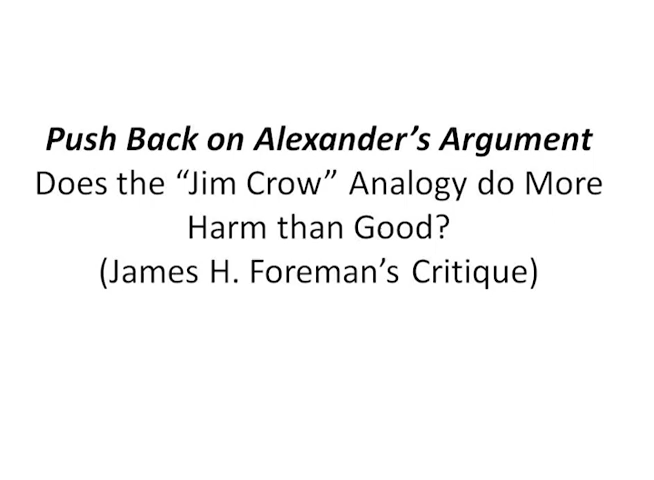 Push Back on Alexander’s Argument
Does the “Jim Crow” Analogy do More
Harm than Good?
(James H. Foreman’s Critique)